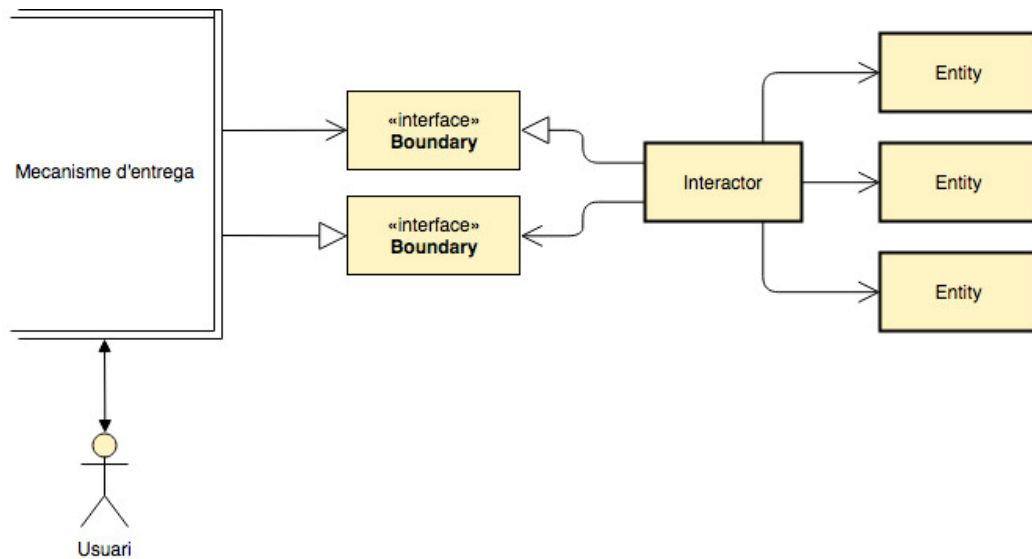 Entity
«interface»
Boundary
Mecanisme d'entrega
Interactor
Entity
«interface»
Boundary
Entity
Usuari